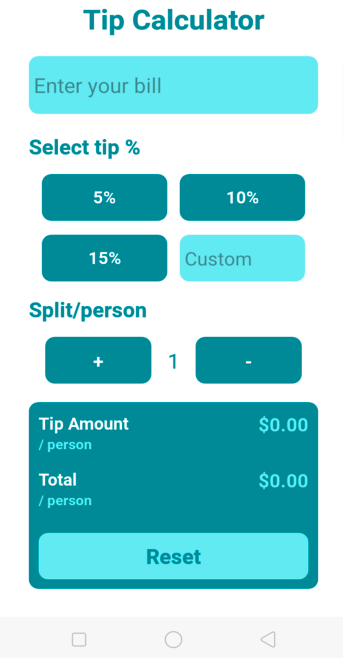 Tip Calculator
Enter your bill
Select tip %
5% 10%
15% Custom
Split/person
+ 1 -
Tip Amount $0.00
/ person
Total $0.00
/ person
Reset